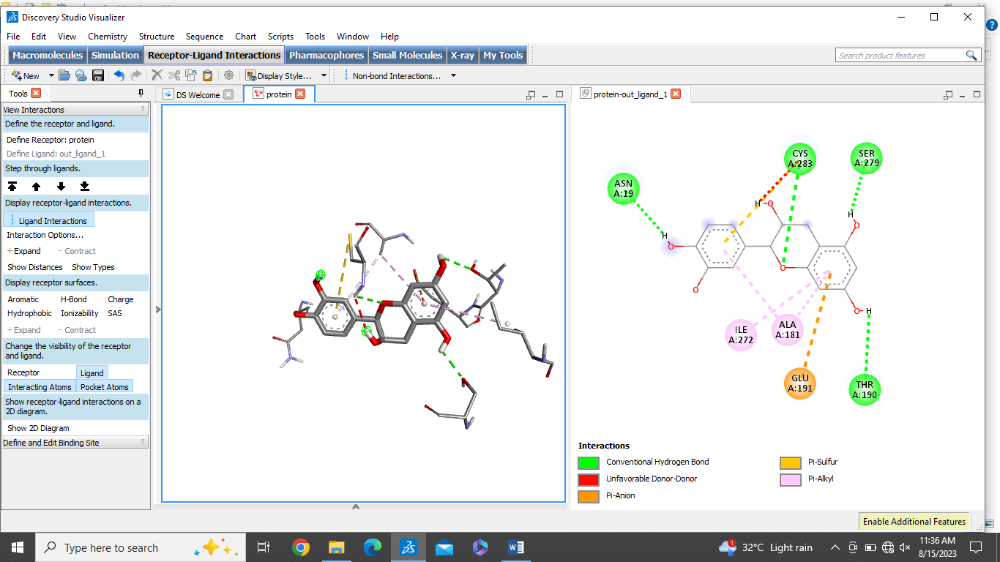 Discovery Studio Visualizer
File Edit View Chemistry Structure Sequence Chart Scripts Tools Window Help
Macromolecules Simulation Receptor-Ligand Interactions Pharmacophores Small Molecules X-ray My Tools
Search product features
New Display Style... Non-bond Interactions...
Tools
DS Welcome protein
protein-out_ligand_1
View Interactions ?
Define the receptor and ligand.
Define Receptor: protein
Define Ligand: out_ligand_1
Step through ligands.
Display receptor-ligand interactions.
Ligand Interactions
Interaction Options...
+ Expand − Contract
Show Distances Show Types
Display receptor surfaces.
Aromatic H-Bond Charge
Hydrophobic Ionizability SAS
+ Expand − Contract
Change the visibility of the receptor
and ligand.
Receptor Ligand
Interacting Atoms Pocket Atoms
Show receptor-ligand interactions on a
2D diagram.
Show 2D Diagram
Define and Edit Binding Site ?
CYS
A:283
SER
A:279
ASN
A:19
H O
H
O
H
O
O
O
O H
ILE
A:272
ALA
A:181
GLU
A:191
THR
A:190
Interactions
Conventional Hydrogen Bond
Unfavorable Donor-Donor
Pi-Anion
Pi-Sulfur
Pi-Alkyl
Enable Additional Features
Type here to search
1
32°C Light rain
11:36 AM
8/15/2023